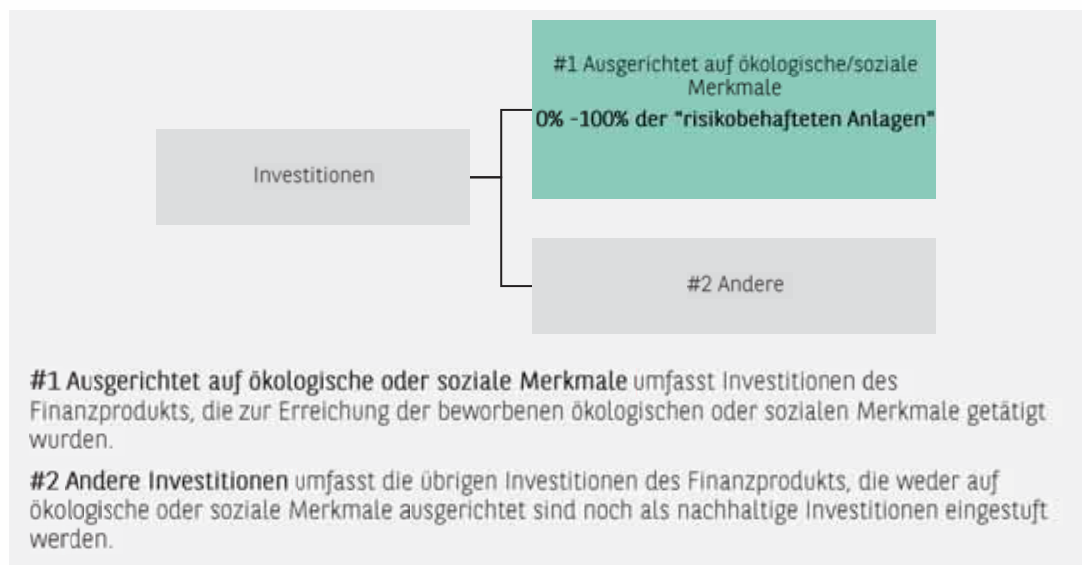 #1 Ausgerichtet auf ökologische/soziale
Merkmale
0% -100% der "risikobehafteten Anlagen"
Investitionen
#2 Andere
#1 Ausgerichtet auf ökologische oder soziale Merkmale umfasst Investitionen des
Finanzprodukts, die zur Erreichung der beworbenen ökologischen oder sozialen Merkmale getätigt
wurden.
#2 Andere Investitionen umfasst die übrigen Investitionen des Finanzprodukts, die weder auf
ökologische oder soziale Merkmale ausgerichtet sind noch als nachhaltige Investitionen eingestuft
werden.